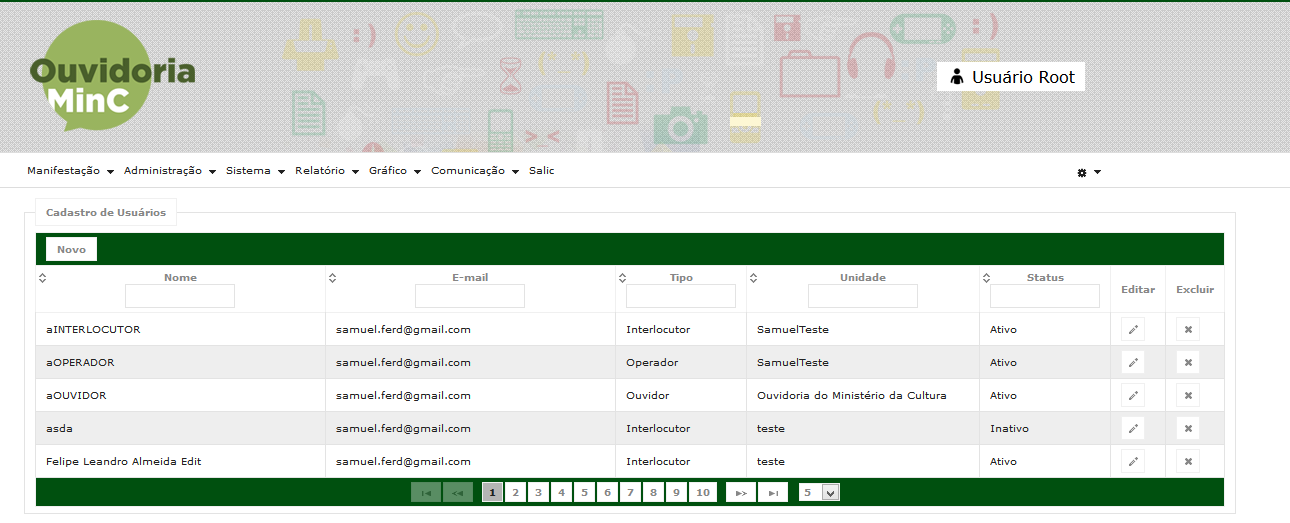 Ouvidoria
MinC
Usuário Root
Manifestação Administração Sistema Relatório Gráfico Comunicação Salic
Cadastro de Usuários
Novo
Nome E-mail Tipo Unidade Status Editar Excluir
aINTERLOCUTOR samuel.ferd@gmail.com Interlocutor SamuelTeste Ativo
aOPERADOR samuel.ferd@gmail.com Operador SamuelTeste Ativo
aOUVIDOR samuel.ferd@gmail.com Ouvidor Ouvidoria do Ministério da Cultura Ativo
asda samuel.ferd@gmail.com Interlocutor teste Inativo
Felipe Leandro Almeida Edit samuel.ferd@gmail.com Interlocutor teste Ativo
1 2 3 4 5 6 7 8 9 10 5